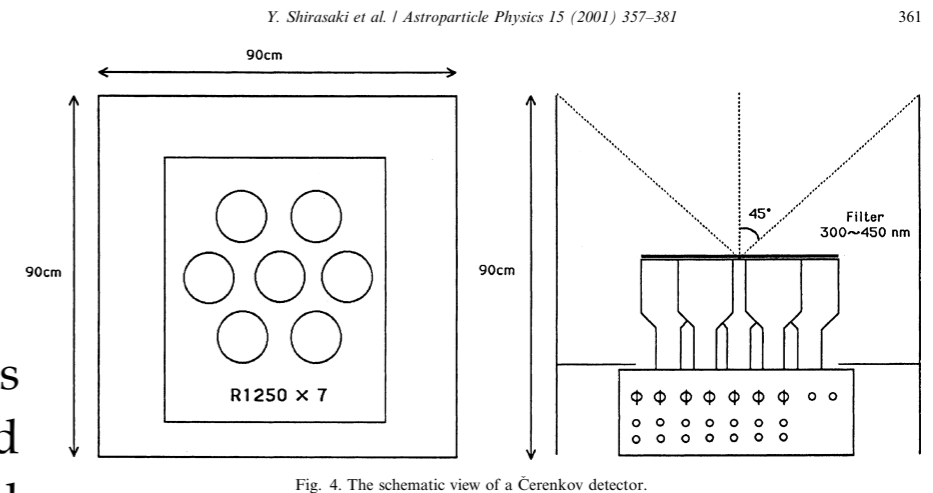 Y. Shirasaki et al. / Astroparticle Physics 15 (2001) 357–381
361
90cm
90cm
R1250 × 7
90cm
45°
Filter
300~450 nm
s
d
Fig. 4. The schematic view of a Čerenkov detector.